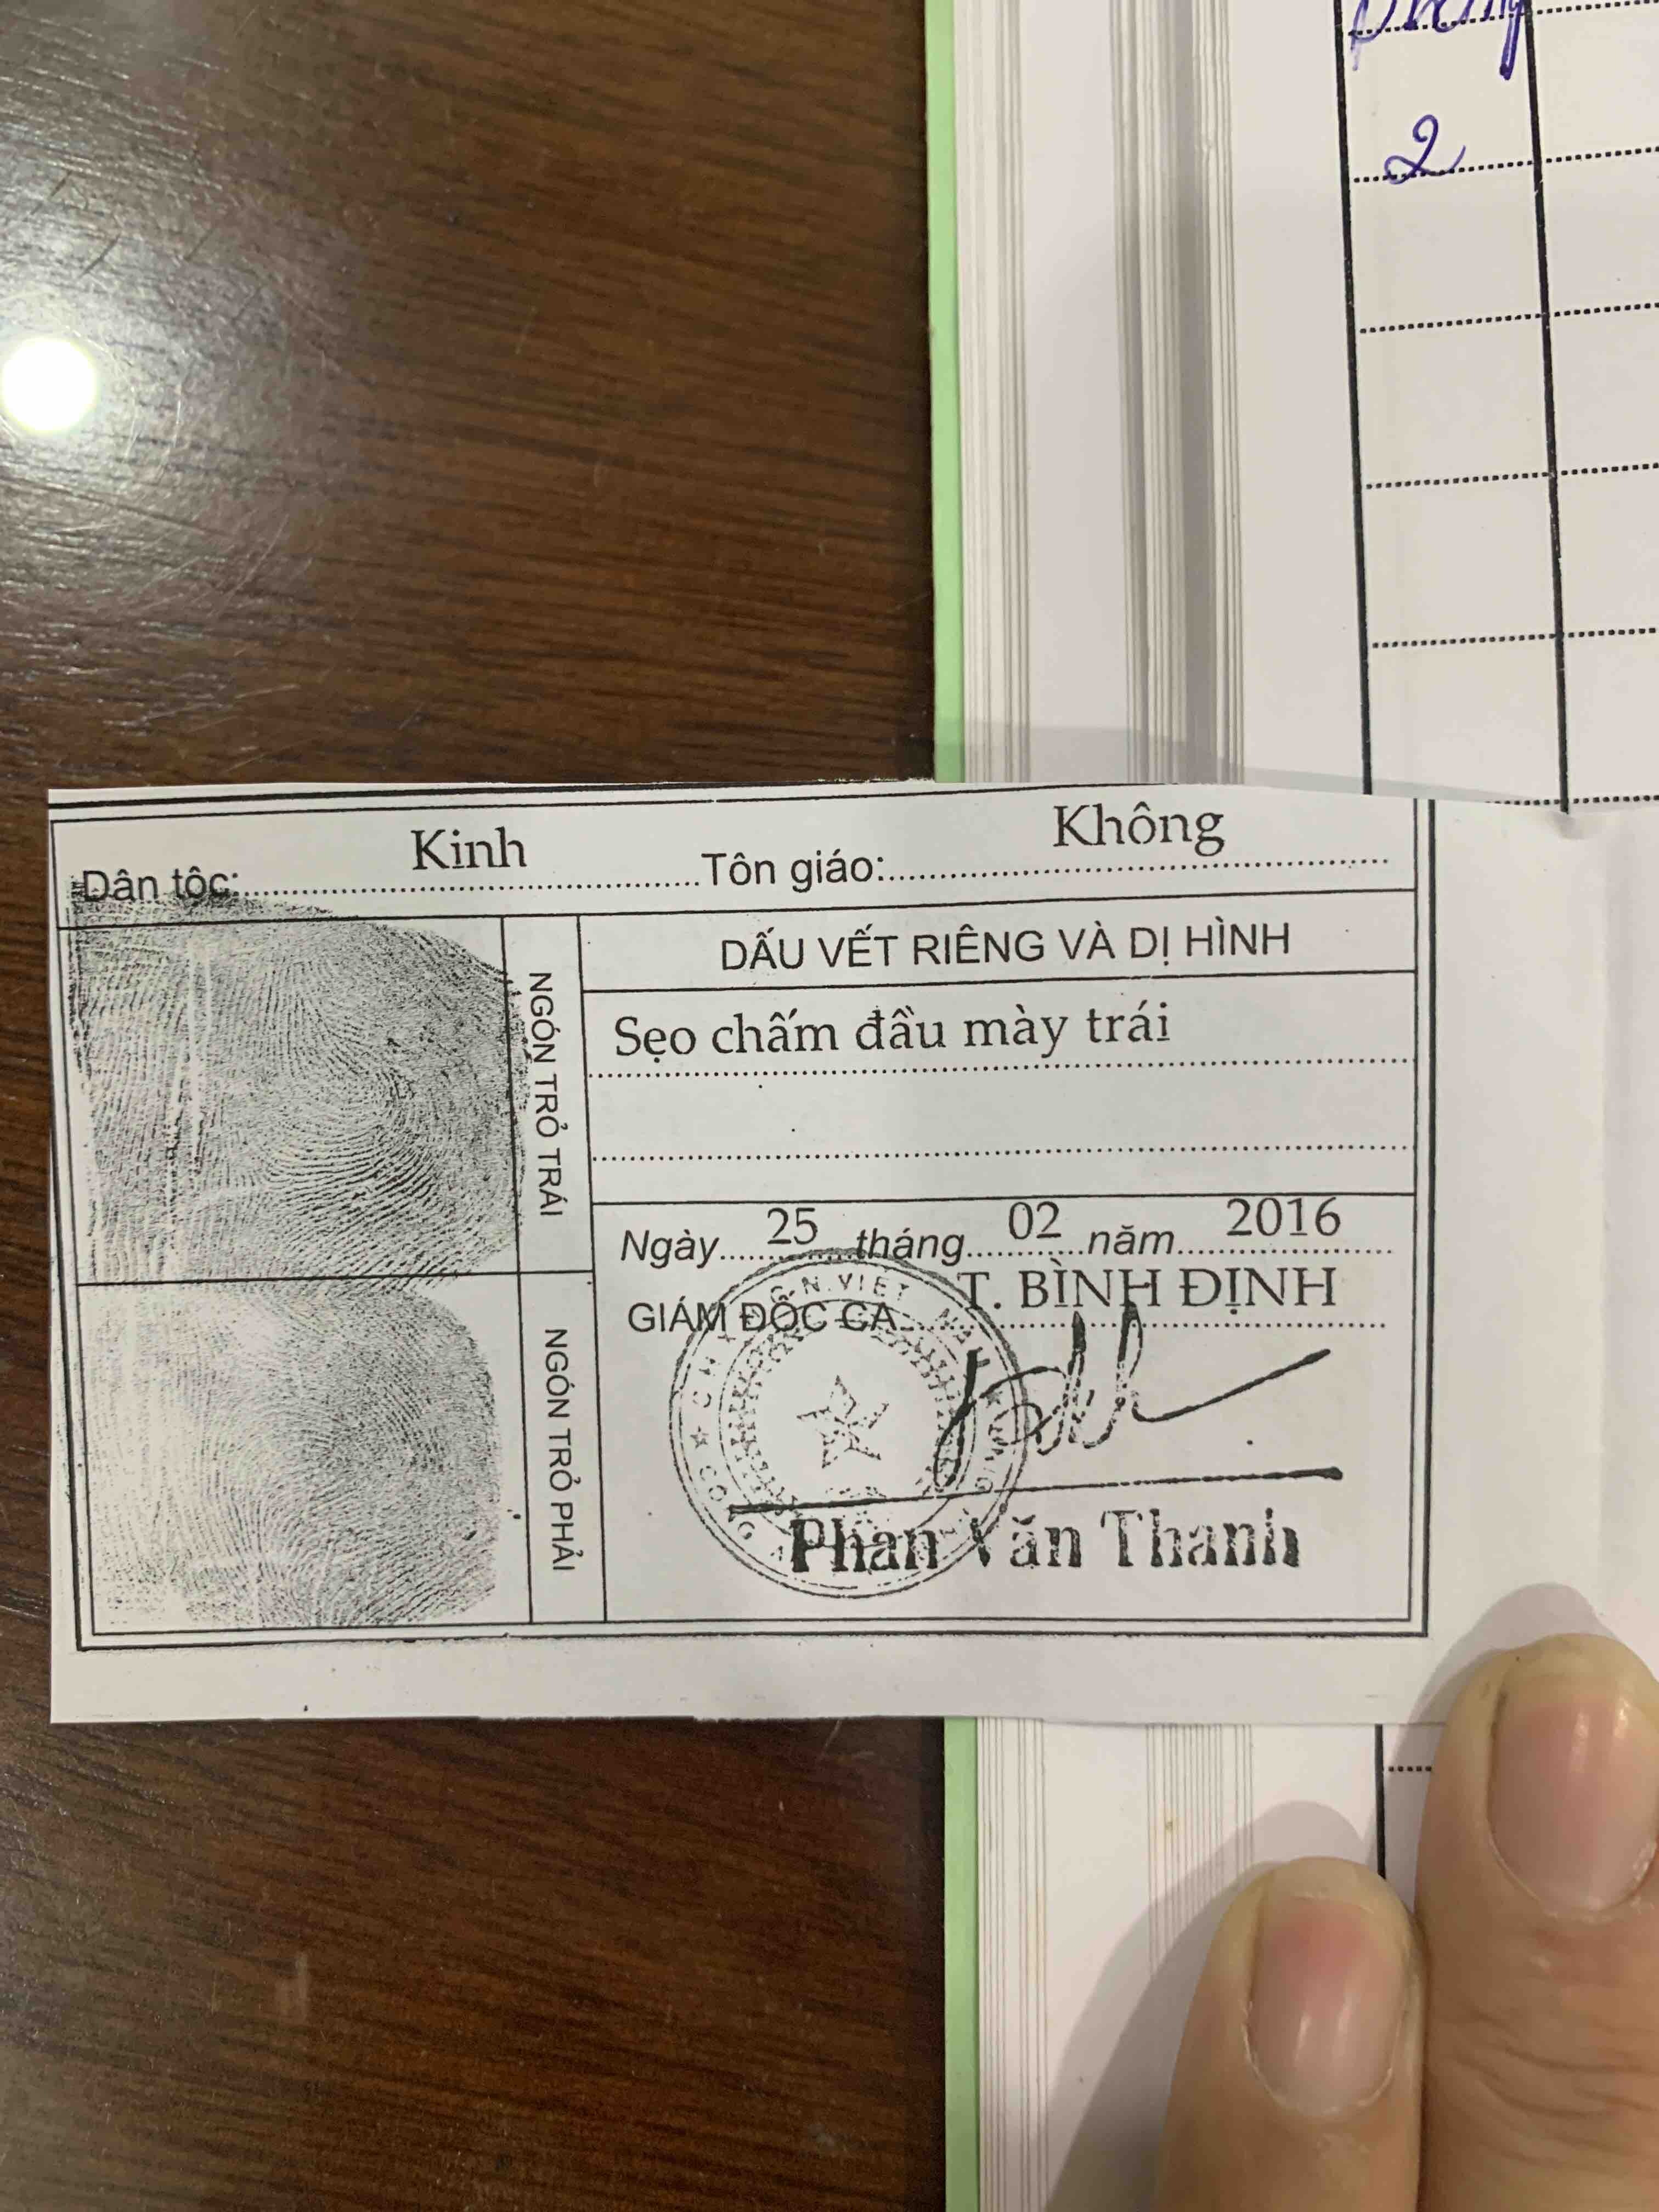 2
Dân tộc: Kinh Tôn giáo: Không
NGÓN TRỎ TRÁI
DẤU VẾT RIÊNG VÀ DỊ HÌNH
Sẹo chấm đầu mày trái
Ngày 25 tháng 02 năm 2016
GIÁM ĐỐC CA T. BÌNH ĐỊNH
NGÓN TRỎ PHẢI
Phan Văn Thanh